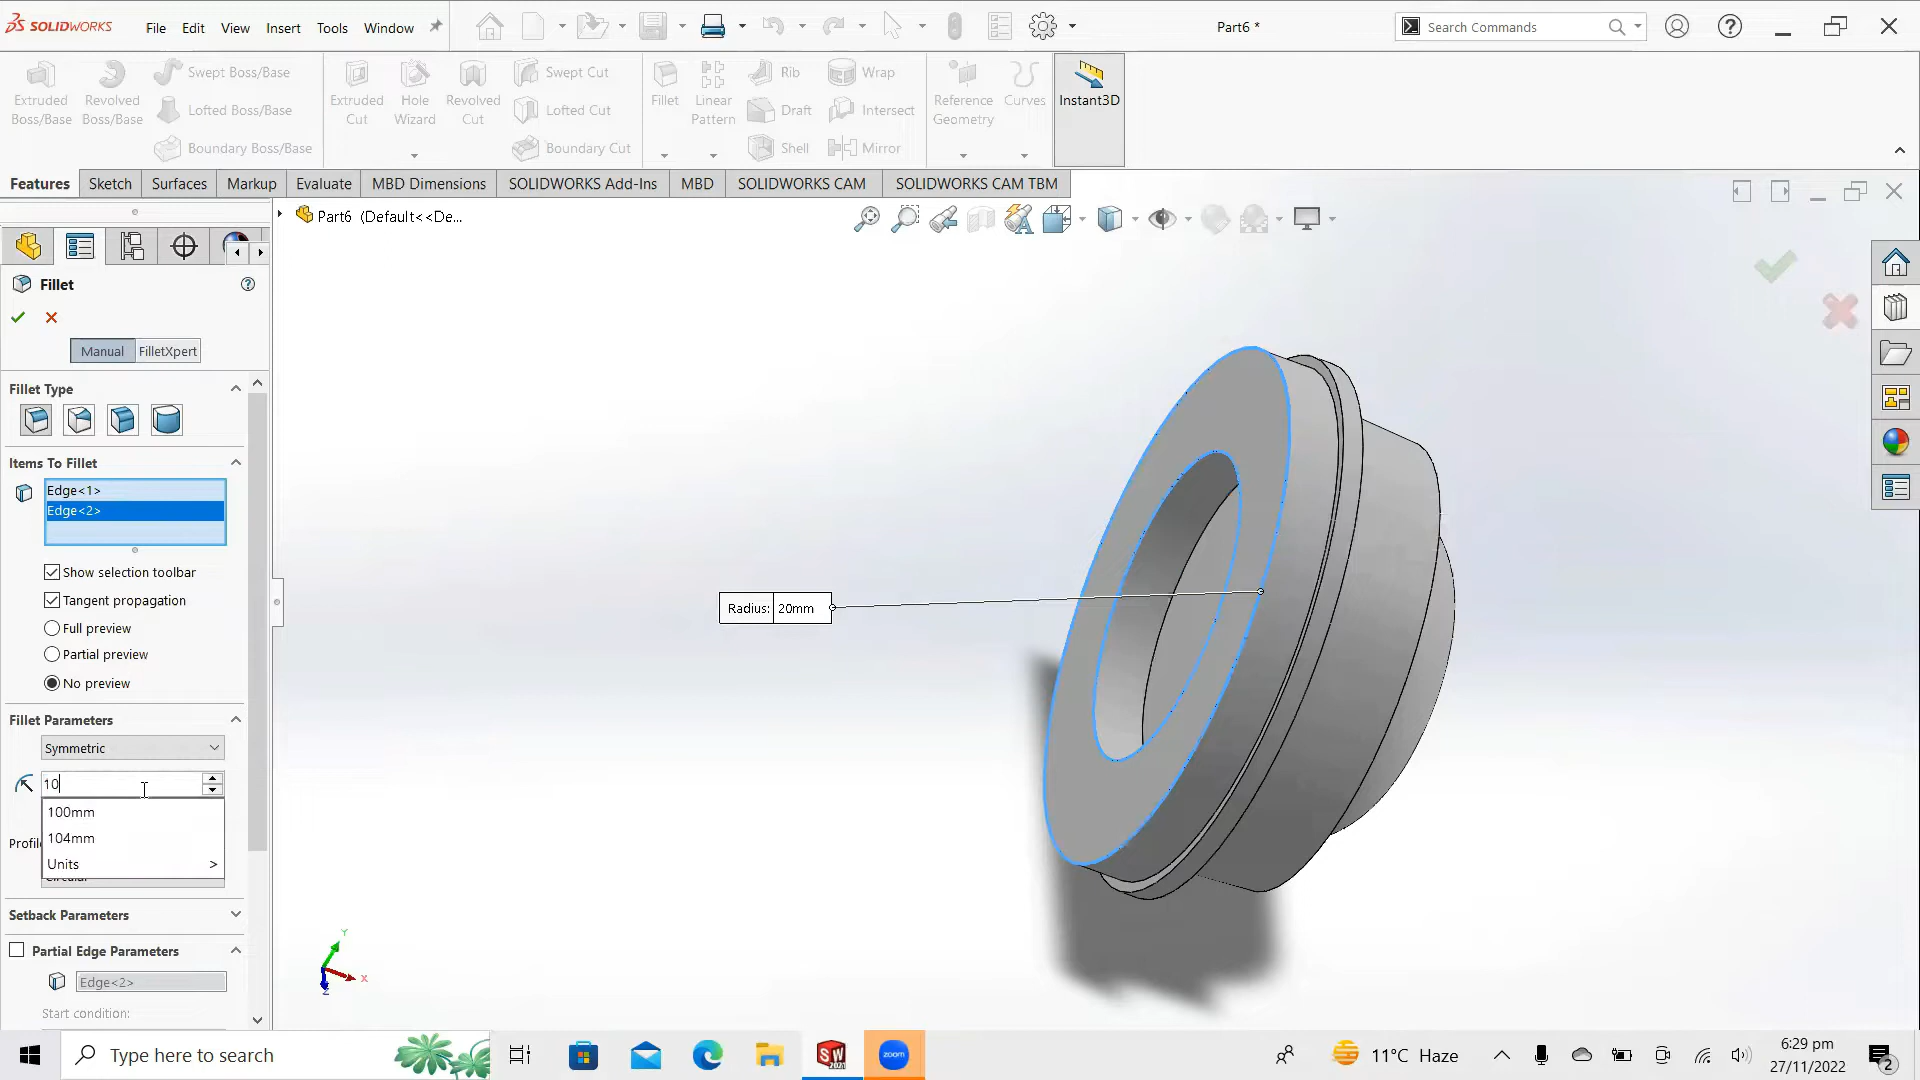 SOLIDWORKS
File Edit View Insert Tools Window
Part6 *
Search Commands
Extruded Boss/Base
Revolved Boss/Base
Swept Boss/Base
Lofted Boss/Base
Boundary Boss/Base
Extruded Cut
Hole Wizard
Revolved Cut
Swept Cut
Lofted Cut
Boundary Cut
Fillet
Linear Pattern
Rib
Draft
Shell
Wrap
Intersect
Mirror
Reference Geometry
Curves
Instant3D
Features Sketch Surfaces Markup Evaluate MBD Dimensions SOLIDWORKS Add-Ins MBD SOLIDWORKS CAM SOLIDWORKS CAM TBM
Part6 (Default<<De...
Fillet
Manual FilletXpert
Fillet Type
Items To Fillet
Edge<1>
Edge<2>
Show selection toolbar
Tangent propagation
Full preview
Partial preview
No preview
Radius: 20mm
Fillet Parameters
Symmetric
10
100mm
104mm
Units >
Setback Parameters
Partial Edge Parameters
Edge<2>
Start condition:
Y
X
Z
Type here to search
SW
2021
zoom
11°C Haze
6:29 pm
27/11/2022
2